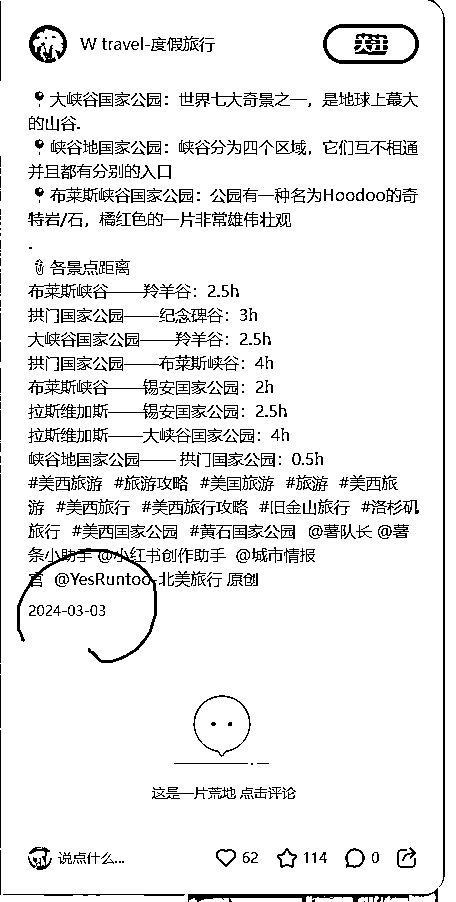 W travel-度假旅行
关注
大峡谷国家公园：世界七大奇景之一，是地球上最大
的山谷.
峡谷地国家公园：峡谷分为四个区域，它们互不相通
并且都有分别的入口
布莱斯峡谷国家公园：公园有一种名为Hoodoo的奇
特岩/石，橘红色的一片非常雄伟壮观
.
各景点距离
布莱斯峡谷——羚羊谷：2.5h
拱门国家公园——纪念碑谷：3h
大峡谷国家公园——羚羊谷：2.5h
拱门国家公园——布莱斯峡谷：4h
布莱斯峡谷——锡安国家公园：2h
拉斯维加斯——锡安国家公园：2.5h
拉斯维加斯——大峡谷国家公园：4h
峡谷地国家公园—— 拱门国家公园：0.5h
#美西旅游 #旅游攻略 #美国旅游 #旅游 #美西旅
游 #美西旅行 #美西旅行攻略 #旧金山旅行 #洛杉矶
旅行 #美西国家公园 #黄石国家公园 @薯队长 @薯
条小助手 @小红书创作助手 @城市情报
官 @YesRuntoo-北美旅行 原创
2024-03-03
这是一片荒地 点击评论
说点什么...
62
114
0